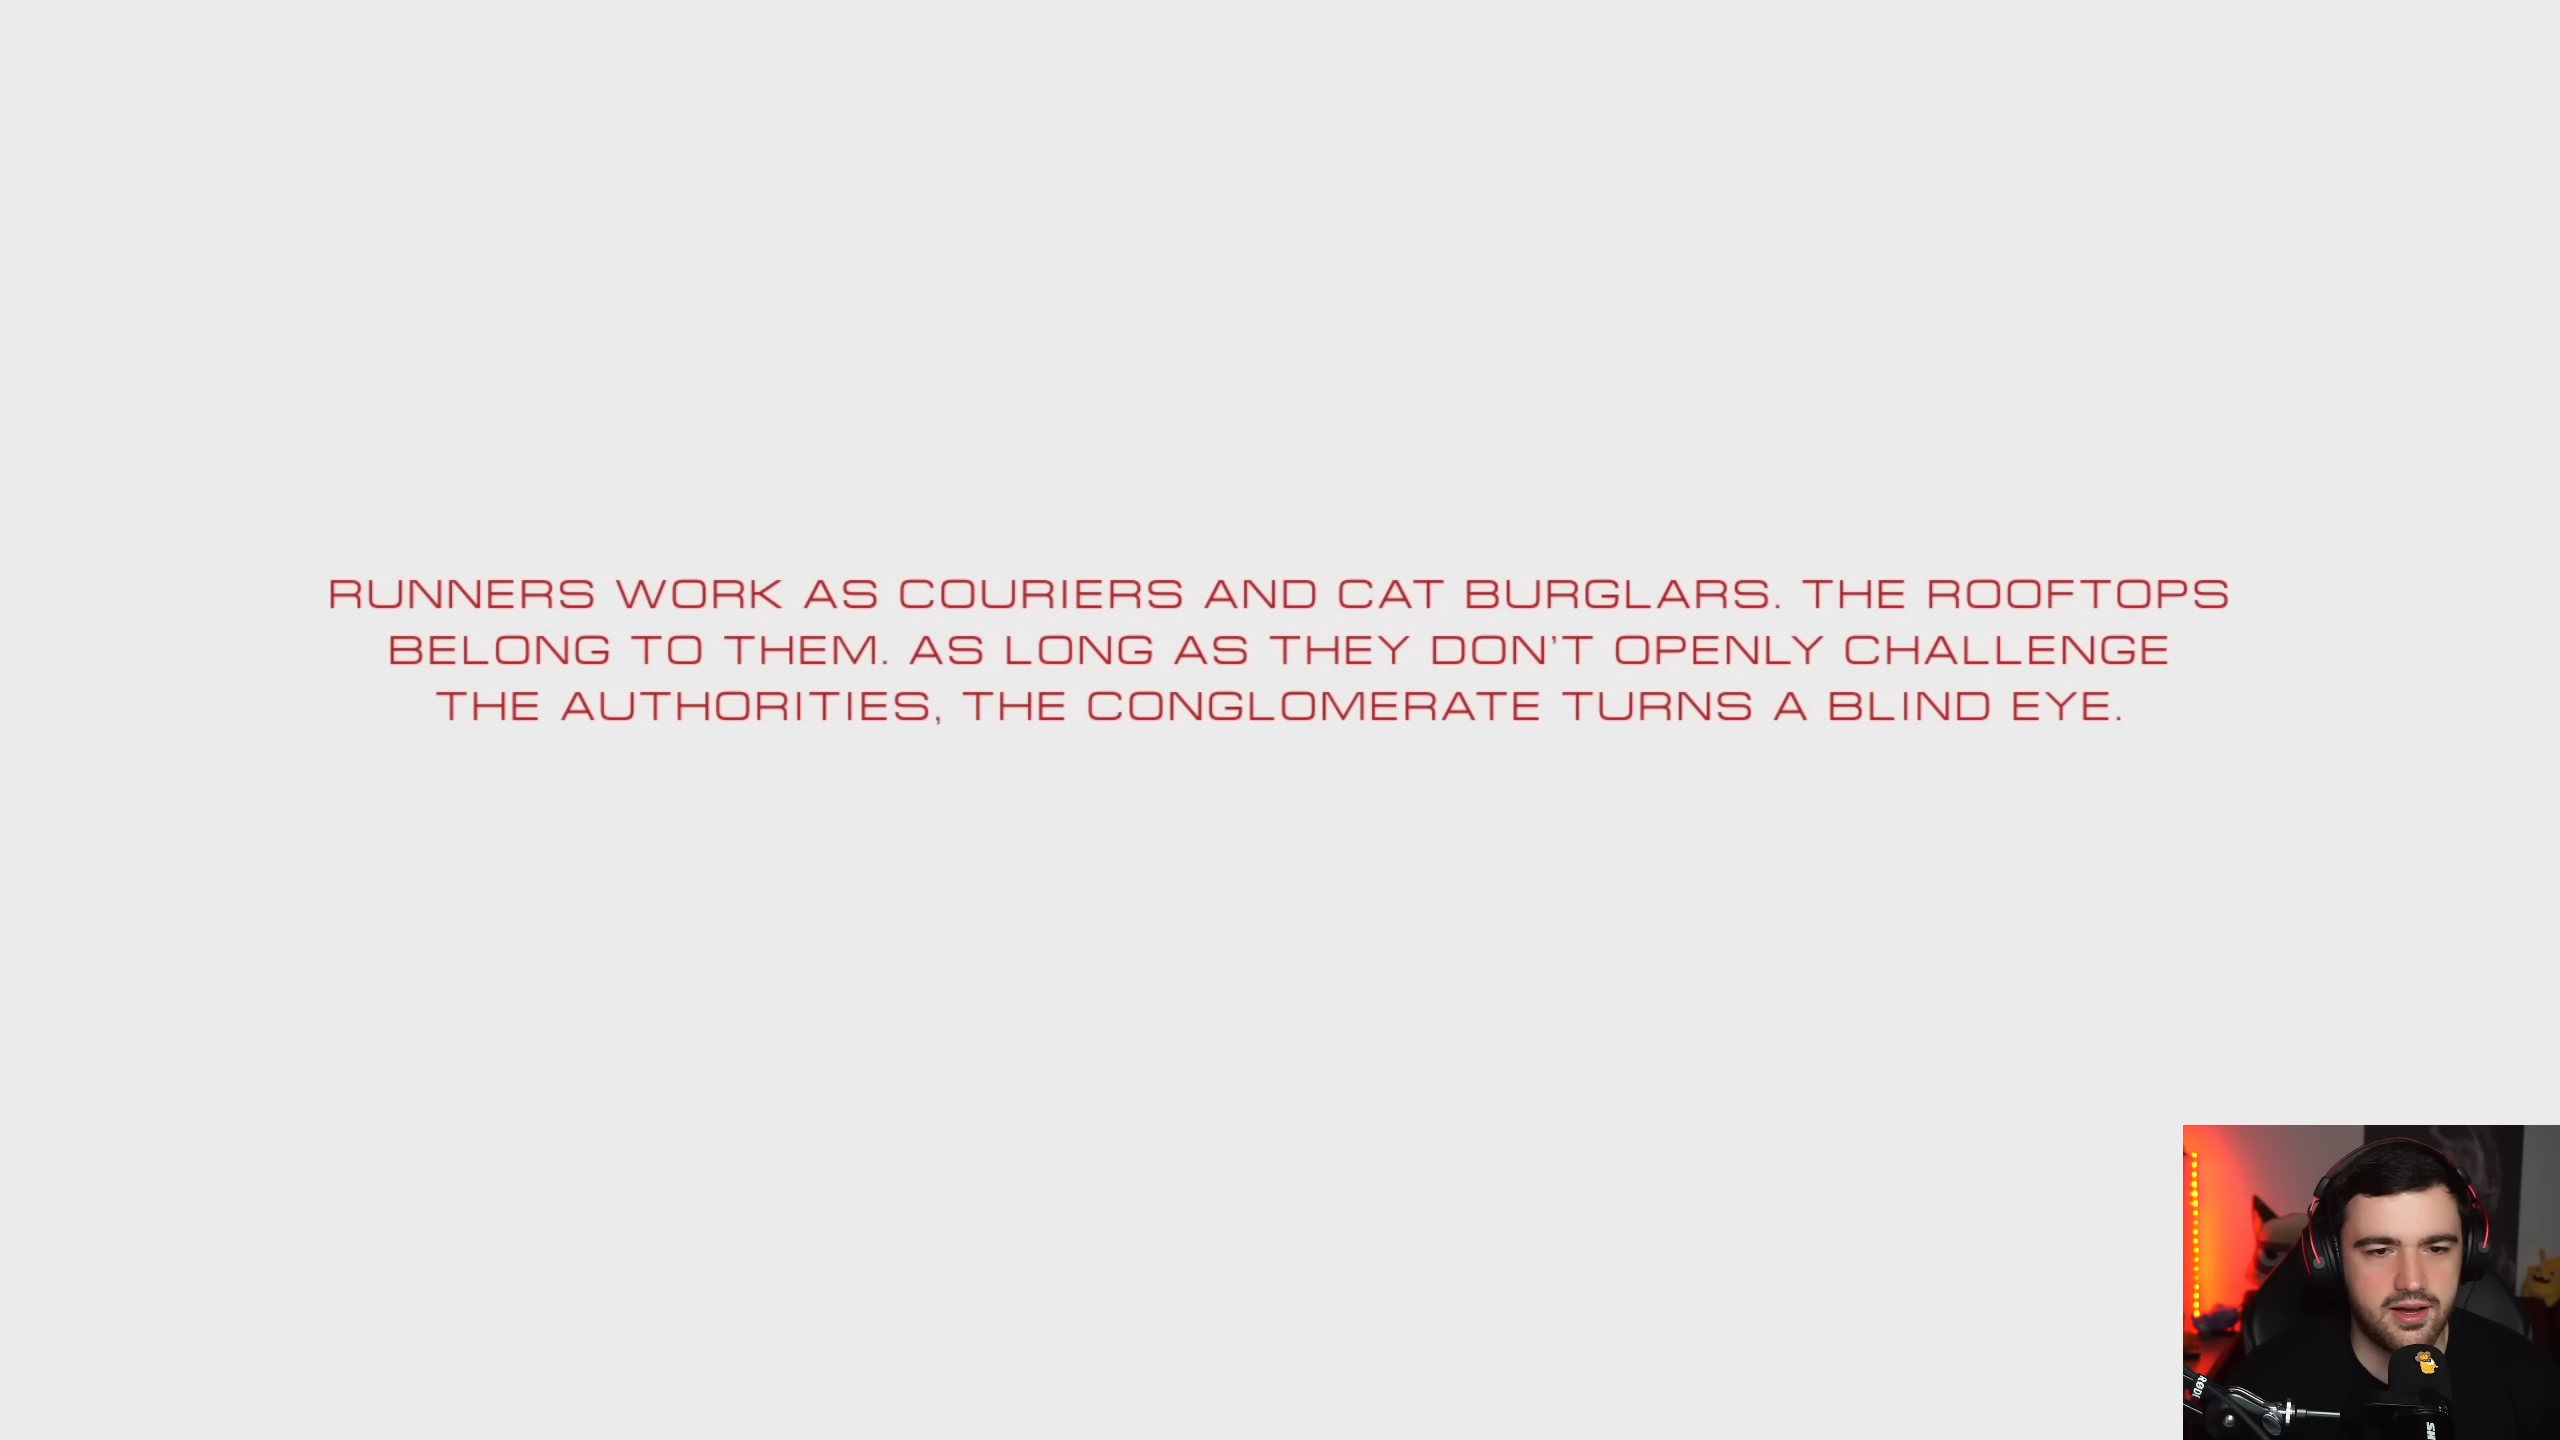 RUNNERS WORK AS COURIERS AND CAT BURGLARS. THE ROOFTOPS
BELONG TO THEM. AS LONG AS THEY DON'T OPENLY CHALLENGE
THE AUTHORITIES, THE CONGLOMERATE TURNS A BLIND EYE.
RØDE